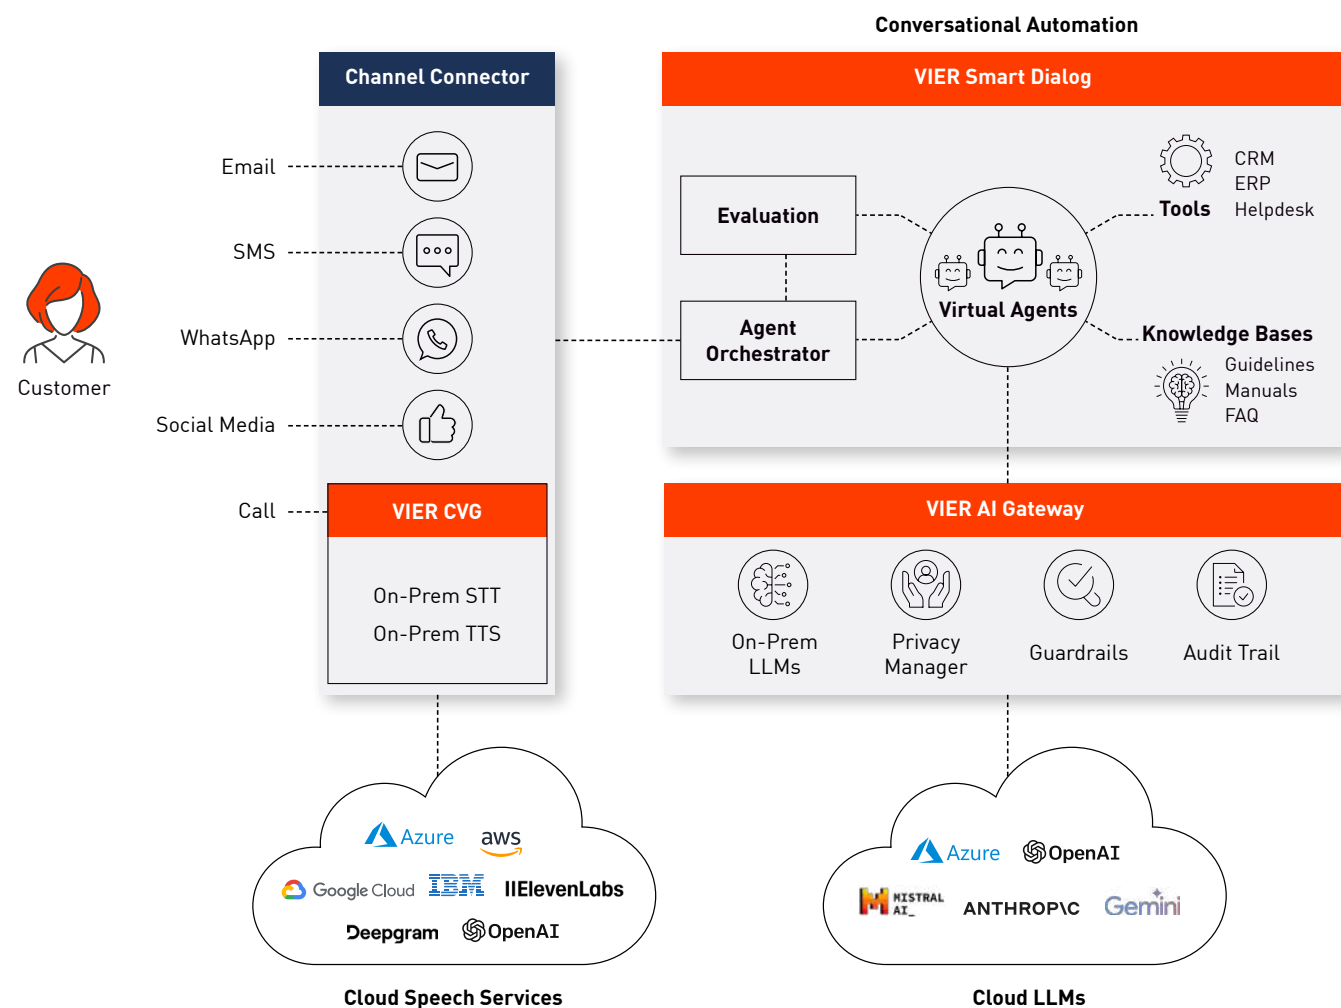 Conversational Automation
Channel Connector
VIER Smart Dialog
Email
SMS
WhatsApp
Social Media
Call
Customer
VIER CVG
On-Prem STT
On-Prem TTS
Evaluation
Agent
Orchestrator
Virtual Agents
Tools
CRM
ERP
Helpdesk
Knowledge Bases
Guidelines
Manuals
FAQ
VIER AI Gateway
On-Prem
LLMs
Privacy
Manager
Guardrails
Audit Trail
Azure
aws
Google Cloud
IBM
IIElevenLabs
Deepgram
OpenAI
Cloud Speech Services
Azure
OpenAI
MISTRAL
AI_
ANTHROP\C
Gemini
Cloud LLMs